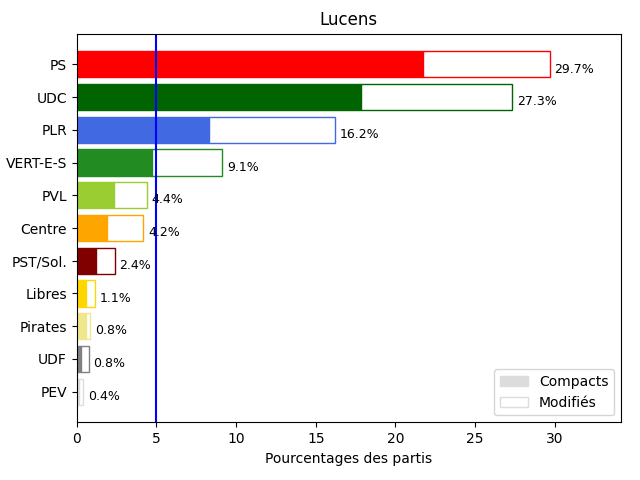 Lucens
PS 29.7%
UDC 27.3%
PLR 16.2%
VERT-E-S 9.1%
PVL 4.4%
Centre 4.2%
PST/Sol. 2.4%
Libres 1.1%
Pirates 0.8%
UDF 0.8%
PEV 0.4%
Compacts
Modifiés
0 5 10 15 20 25 30
Pourcentages des partis